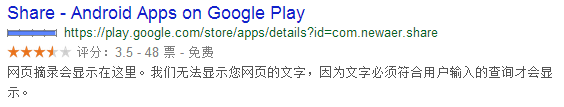 Share - Android Apps on Google Play
https://play.google.com/store/apps/details?id=com.newaer.share
评分：3.5 - 48 票 - 免费
网页摘录会显示在这里。我们无法显示您网页的文字，因为文字必须符合用户输入的查询才会显
示。